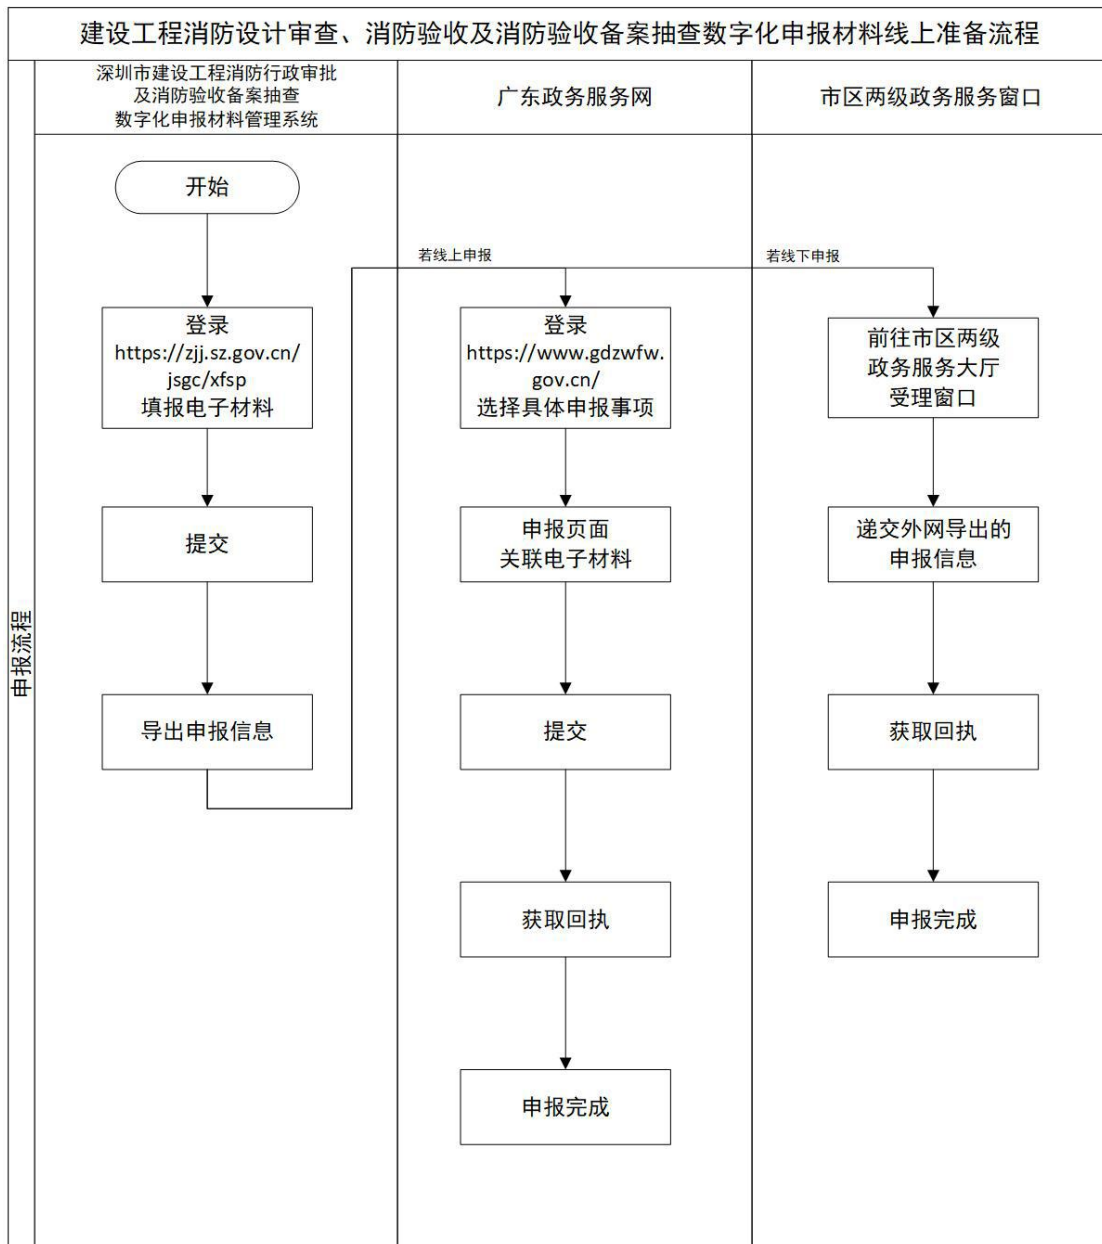 建设工程消防设计审查、消防验收及消防验收备案抽查数字化申报材料线上准备流程
深圳市建设工程消防行政审批
及消防验收备案抽查
数字化申报材料管理系统
广东政务服务网
市区两级政务服务窗口
申报流程
开始
登录
https://zjj.sz.gov.cn/
jsgc/xfsp
填报电子材料
提交
导出申报信息
若线上申报
登录
https://www.gdzwfw.
gov.cn/
选择具体申报事项
申报页面
关联电子材料
提交
获取回执
申报完成
若线下申报
前往市区两级
政务服务大厅
受理窗口
递交外网导出的
申报信息
获取回执
申报完成